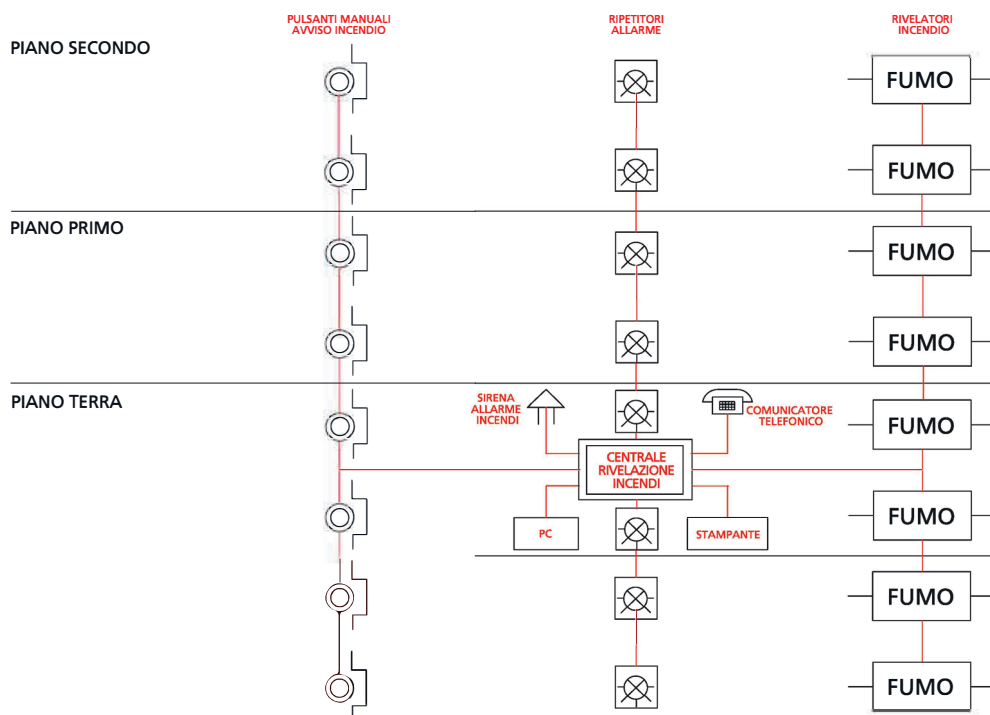 PULSANTI MANUALI
AVVISO INCENDIO
RIPETITORI
ALLARME
RIVELATORI
INCENDIO
PIANO SECONDO
FUMO
FUMO
PIANO PRIMO
FUMO
FUMO
PIANO TERRA
SIRENA
ALLARME
INCENDI
COMUNICATORE
TELEFONICO
FUMO
CENTRALE
RIVELAZIONE
INCENDI
PC
STAMPANTE
FUMO
FUMO
FUMO